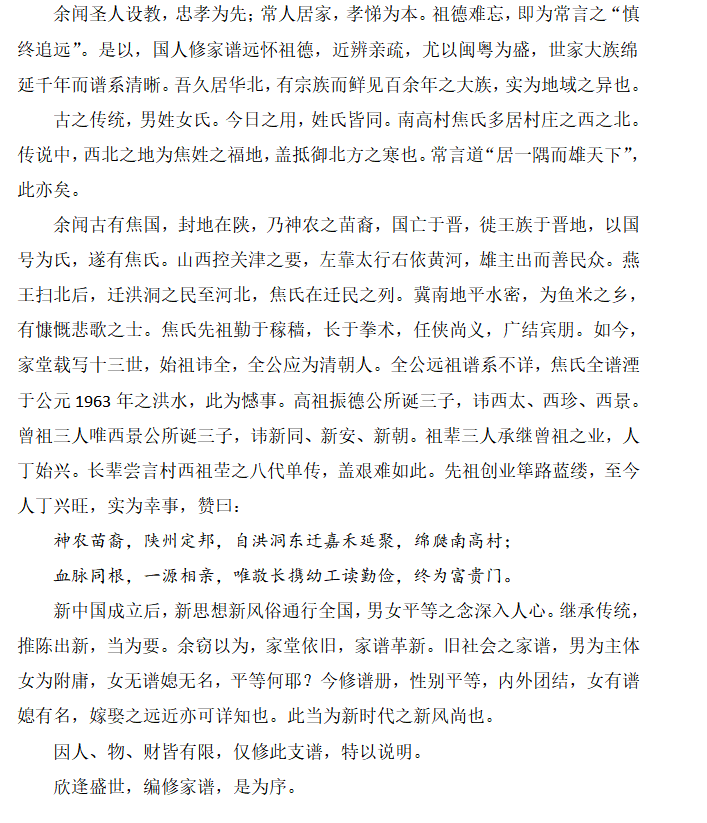 余闻圣人设教，忠孝为先；常人居家，孝悌为本。祖德难忘，即为常言之“慎
终追远”。是以，国人修家谱远怀祖德，近辨亲疏，尤以闽粤为盛，世家大族绵
延千年而谱系清晰。吾久居华北，有宗族而鲜见百余年之大族，实为地域之异也。
古之传统，男姓女氏。今日之用，姓氏皆同。南高村焦氏多居村庄之西之北。
传说中，西北之地为焦姓之福地，盖抵御北方之寒也。常言道“居一隅而雄天下”，
此亦矣。
余闻古有焦国，封地在陕，乃神农之苗裔，国亡于晋，徙王族于晋地，以国
号为氏，遂有焦氏。山西控关津之要，左靠太行右依黄河，雄主出而善民众。燕
王扫北后，迁洪洞之民至河北，焦氏在迁民之列。冀南地平水密，为鱼米之乡，
有慷慨悲歌之士。焦氏先祖勤于稼穑，长于拳术，任侠尚义，广结宾朋。如今，
家堂载写十三世，始祖讳全，全公应为清朝人。全公远祖谱系不详，焦氏全谱湮
于公元 1963 年之洪水，此为憾事。高祖振德公所诞三子，讳西太、西珍、西景。
曾祖三人唯西景公所诞三子，讳新同、新安、新朝。祖辈三人承继曾祖之业，人
丁始兴。长辈尝言村西祖茔之八代单传，盖艰难如此。先祖创业筚路蓝缕，至今
人丁兴旺，实为幸事，赞曰：
神农苗裔，陕州定邦，自洪洞东迁嘉禾延聚，绵瓞南高村；
血脉同根，一源相亲，唯敬长携幼工读勤俭，终为富贵门。
新中国成立后，新思想新风俗通行全国，男女平等之念深入人心。继承传统，
推陈出新，当为要。余窃以为，家堂依旧，家谱革新。旧社会之家谱，男为主体
女为附庸，女无谱媳无名，平等何耶？今修谱册，性别平等，内外团结，女有谱
媳有名，嫁娶之远近亦可详知也。此当为新时代之新风尚也。
因人、物、财皆有限，仅修此支谱，特以说明。
欣逢盛世，编修家谱，是为序。